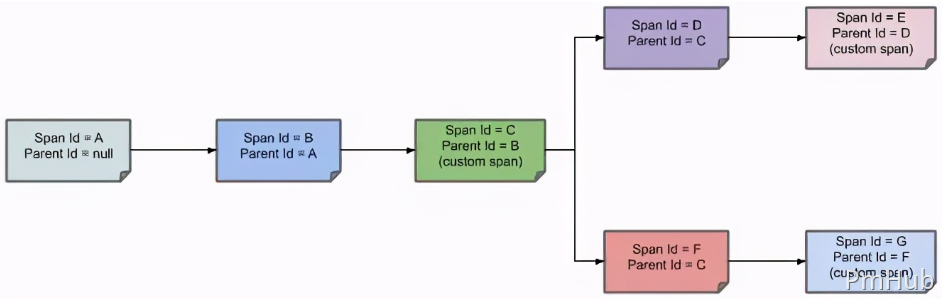 Span Id = A
Parent Id = null
Span Id = B
Parent Id = A
Span Id = C
Parent Id = B
(custom span)
Span Id = D
Parent Id = C
Span Id = E
Parent Id = D
(custom span)
Span Id = F
Parent Id = C
Span Id = G
Parent Id = F
(custom span)
PmHub